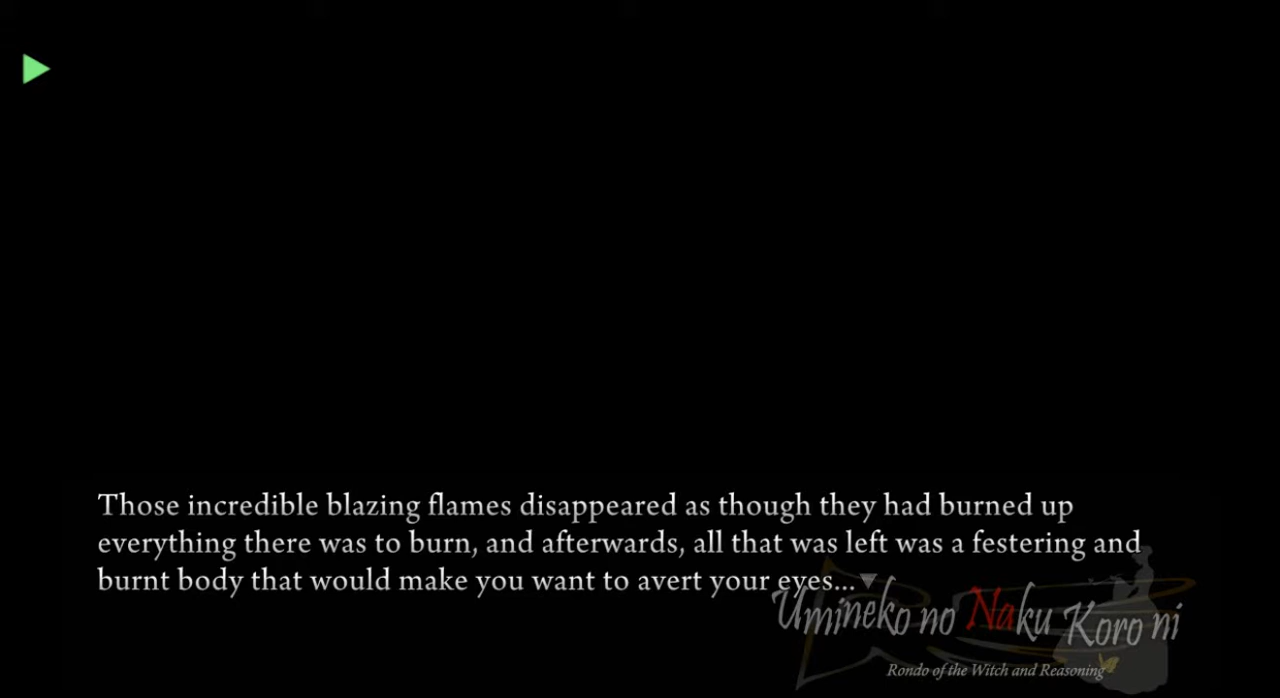 Those incredible blazing flames disappeared as though they had burned up
everything there was to burn, and afterwards, all that was left was a festering and
burnt body that would make you want to avert your eyes...
Umineko no Naku Koro ni
Rondo of the Witch and Reasoning